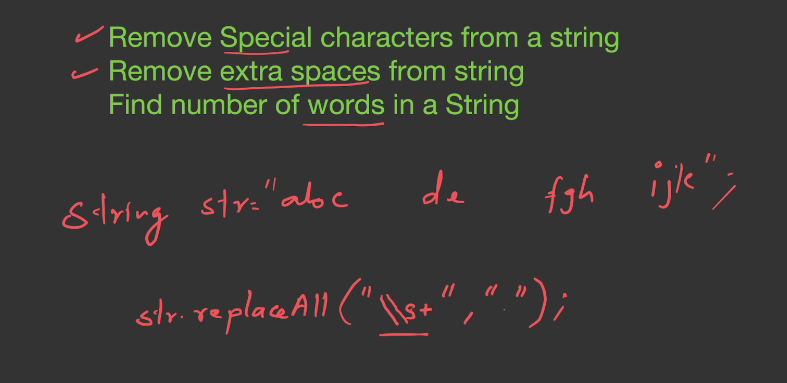 Remove Special characters from a string
Remove extra spaces from string
Find number of words in a String
String str="abc de fgh ijk";
str.replaceAll("\\s+"," ");